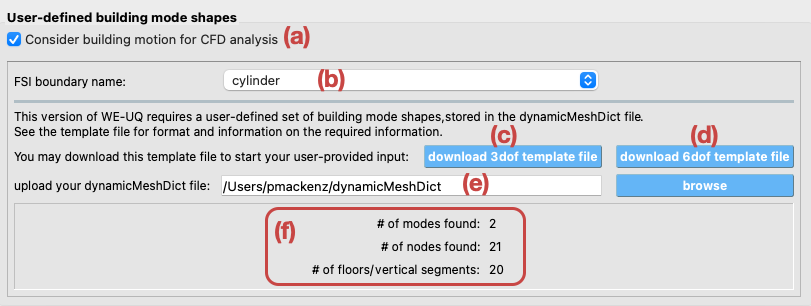 User-defined building mode shapes
Consider building motion for CFD analysis (a)
FSI boundary name: cylinder (b)
This version of WE-UQ requires a user-defined set of building mode shapes,stored in the dynamicMeshDict file.
See the template file for format and information on the required information.
(c) (d)
You may download this template file to start your user-provided input: download 3dof template file download 6dof template file
upload your dynamicMeshDict file: /Users/pmackenz/dynamicMeshDict (e) browse
(f) # of modes found: 2
# of nodes found: 21
# of floors/vertical segments: 20